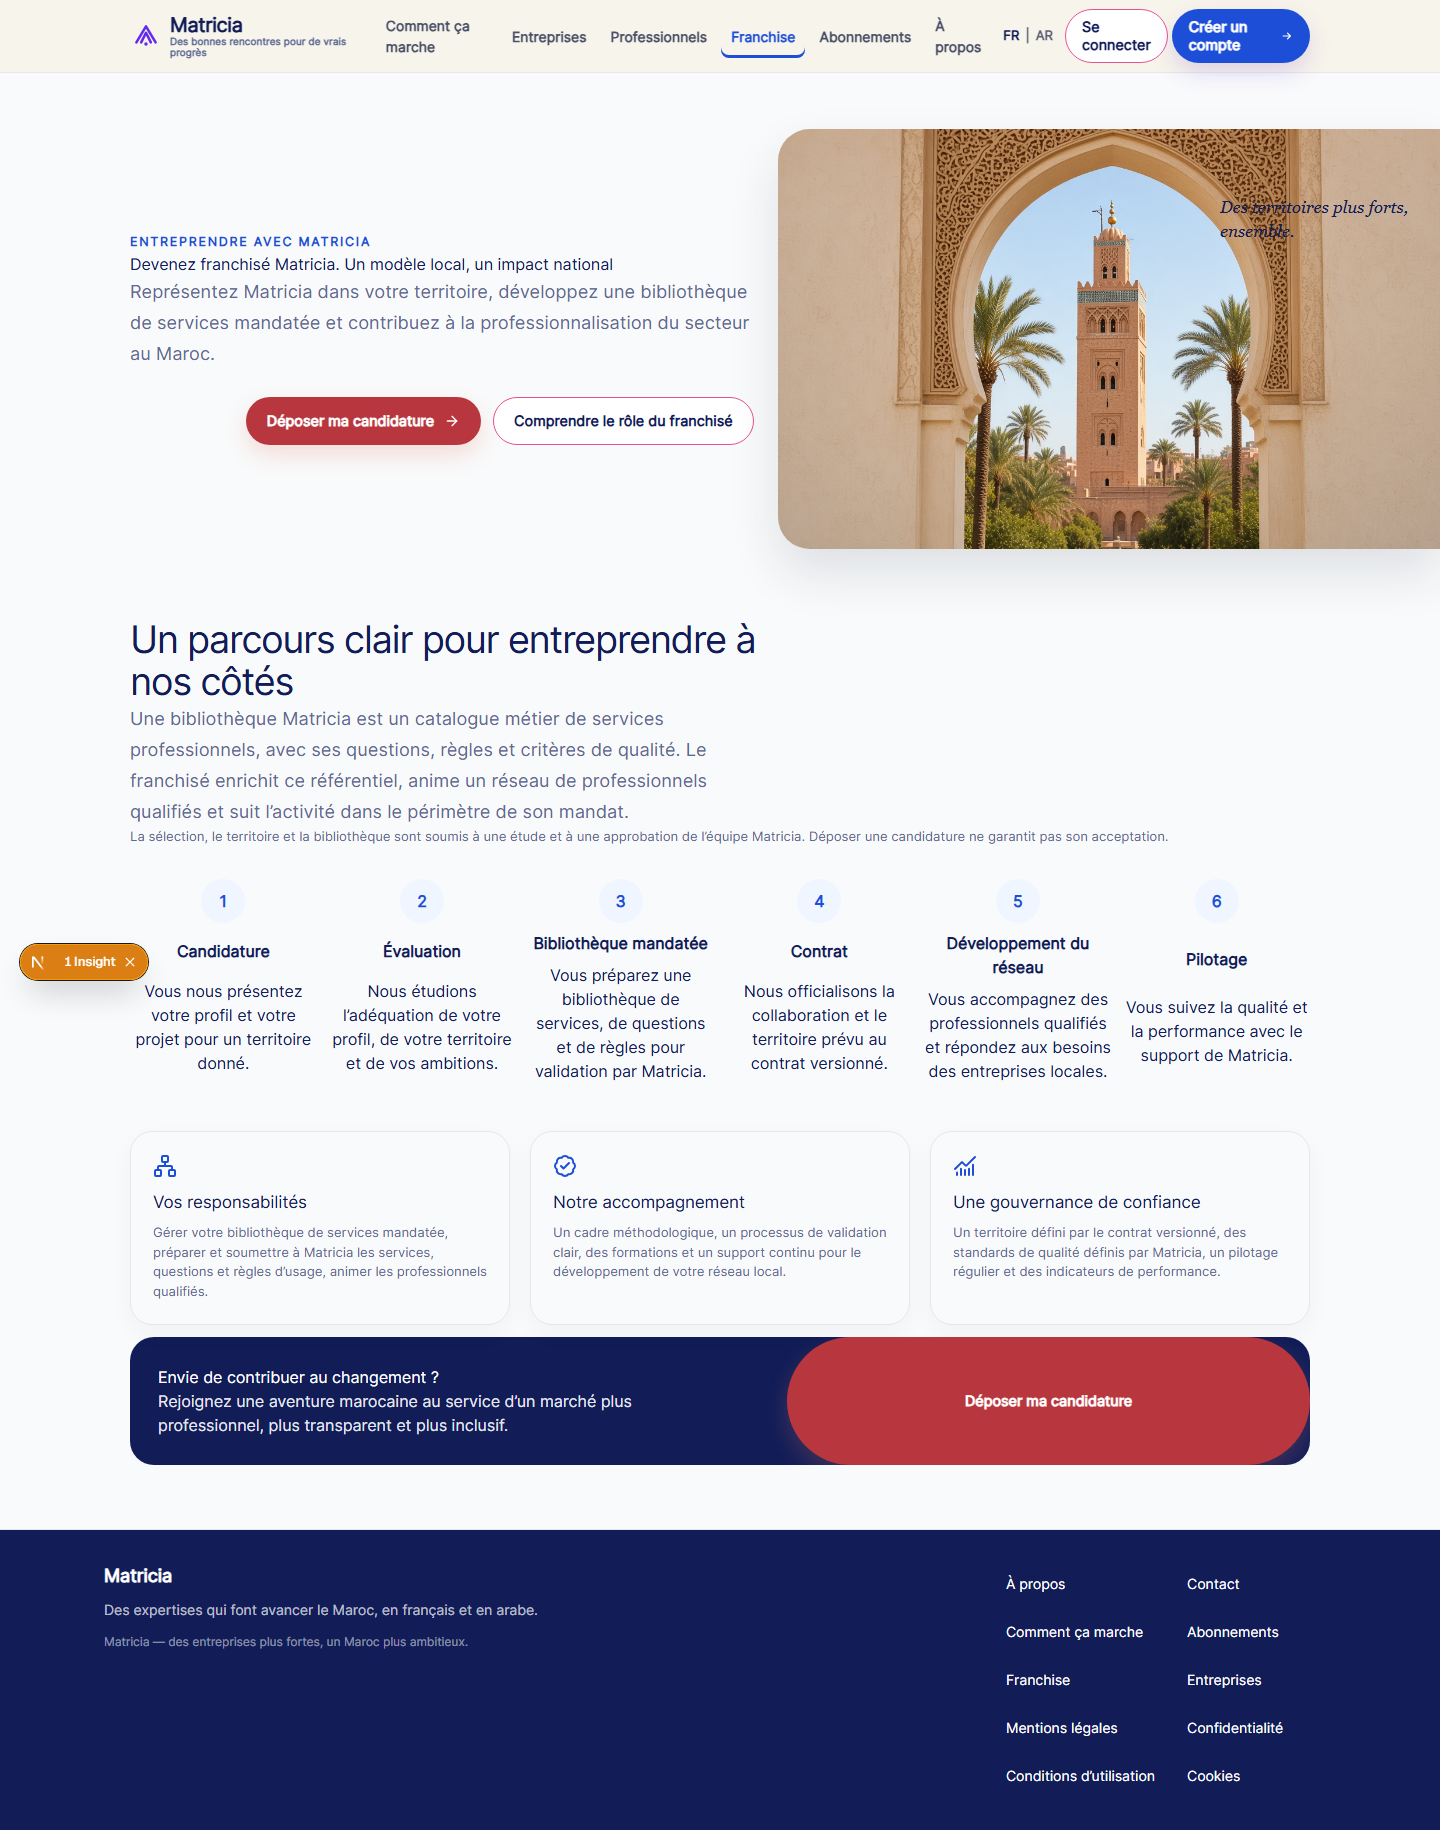 Matricia
Des bonnes rencontres pour de vrais
progrès
Comment ça
marche
Entreprises
Professionnels
Franchise
Abonnements
À
propos
FR | AR
Se
connecter
Créer un
compte
Des territoires plus forts,
ensemble.
ENTREPRENDRE AVEC MATRICIA
Devenez franchisé Matricia. Un modèle local, un impact national
Représentez Matricia dans votre territoire, développez une bibliothèque
de services mandatée et contribuez à la professionnalisation du secteur
au Maroc.
Déposer ma candidature
Comprendre le rôle du franchisé
Un parcours clair pour entreprendre à
nos côtés
Une bibliothèque Matricia est un catalogue métier de services
professionnels, avec ses questions, règles et critères de qualité. Le
franchisé enrichit ce référentiel, anime un réseau de professionnels
qualifiés et suit l’activité dans le périmètre de son mandat.
La sélection, le territoire et la bibliothèque sont soumis à une étude et à une approbation de l’équipe Matricia. Déposer une candidature ne garantit pas son acceptation.
1
Candidature
Vous nous présentez
votre profil et votre
projet pour un territoire
donné.
2
Évaluation
Nous étudions
l’adéquation de votre
profil, de votre territoire
et de vos ambitions.
3
Bibliothèque mandatée
Vous préparez une
bibliothèque de
services, de questions
et de règles pour
validation par Matricia.
4
Contrat
Nous officialisons la
collaboration et le
territoire prévu au
contrat versionné.
5
Développement du
réseau
Vous accompagnez des
professionnels qualifiés
et répondez aux besoins
des entreprises locales.
6
Pilotage
Vous suivez la qualité et
la performance avec le
support de Matricia.
1 Insight
Vos responsabilités
Gérer votre bibliothèque de services mandatée,
préparer et soumettre à Matricia les services,
questions et règles d’usage, animer les professionnels
qualifiés.
Notre accompagnement
Un cadre méthodologique, un processus de validation
clair, des formations et un support continu pour le
développement de votre réseau local.
Une gouvernance de confiance
Un territoire défini par le contrat versionné, des
standards de qualité définis par Matricia, un pilotage
régulier et des indicateurs de performance.
Envie de contribuer au changement ?
Rejoignez une aventure marocaine au service d’un marché plus
professionnel, plus transparent et plus inclusif.
Déposer ma candidature
Matricia
Des expertises qui font avancer le Maroc, en français et en arabe.
Matricia — des entreprises plus fortes, un Maroc plus ambitieux.
À propos
Contact
Comment ça marche
Abonnements
Franchise
Entreprises
Mentions légales
Confidentialité
Conditions d’utilisation
Cookies